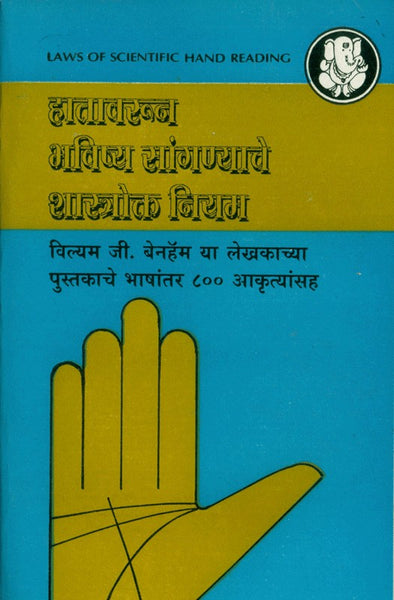 LAWS OF SCIENTIFIC HAND READING
हातावरून
भविष्य सांगण्याचे
शास्त्रोक्त नियम
विल्यम जी. बेनहॅम या लेखकाच्या
पुस्तकाचे भाषांतर ८०० आकृत्यांसह